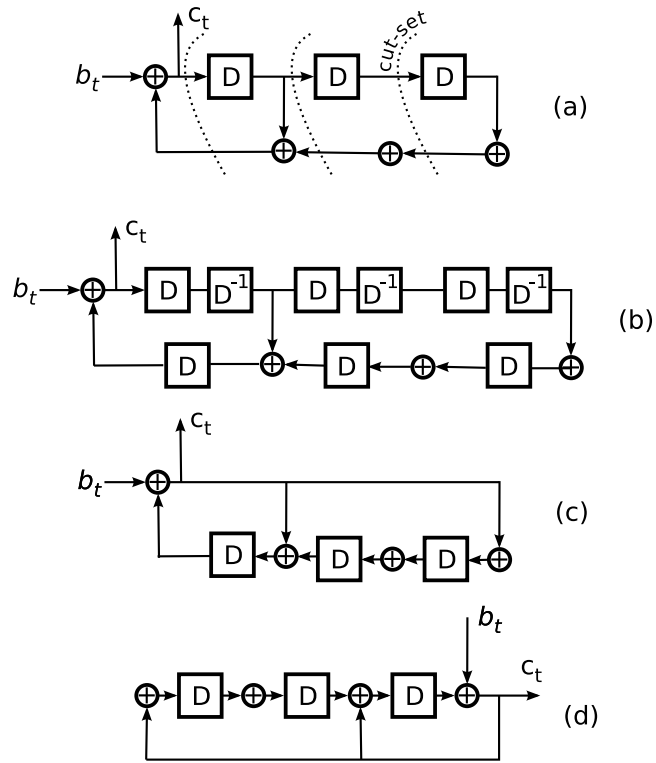 c_t
b_t D D cut-set D
(a)
c_t
b_t D D^-1 D D^-1 D D^-1
(b)
D D D
c_t
b_t
(c)
D D D
b_t
D D D c_t
(d)